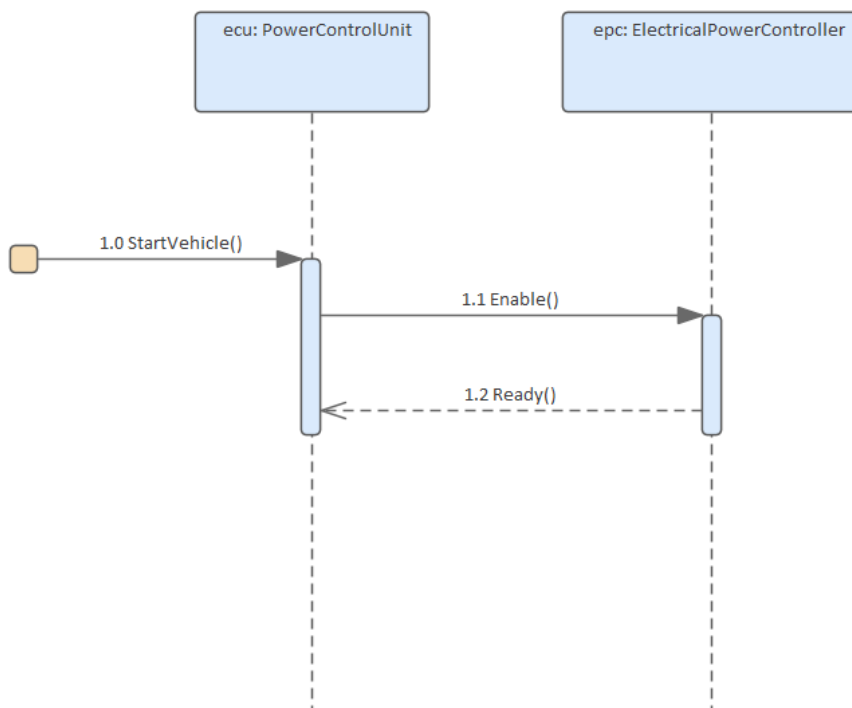 ecu: PowerControlUnit
epc: ElectricalPowerController
1.0 StartVehicle()
1.1 Enable()
1.2 Ready()